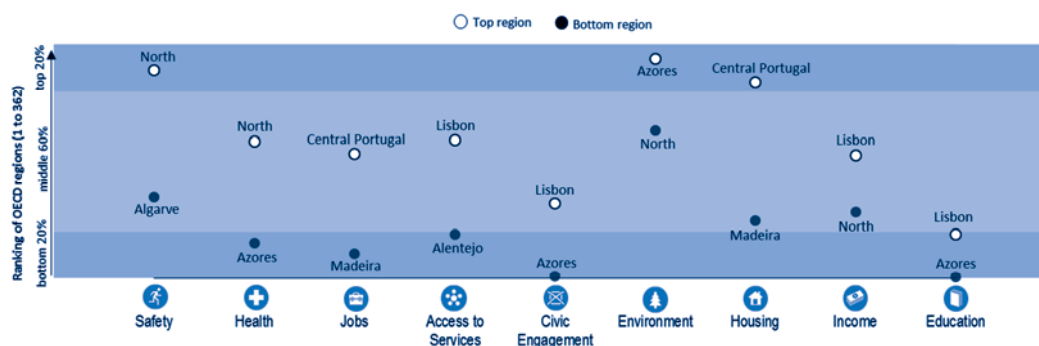 Top region
Bottom region
Ranking of OECD regions (1 to 362)
top 20%
middle 60%
bottom 20%
North
Algarve
North
Azores
Central Portugal
Madeira
Lisbon
Alentejo
Lisbon
Azores
Azores
North
Central Portugal
Madeira
Lisbon
North
Lisbon
Azores
Safety
Health
Jobs
Access to
Services
Civic
Engagement
Environment
Housing
Income
Education